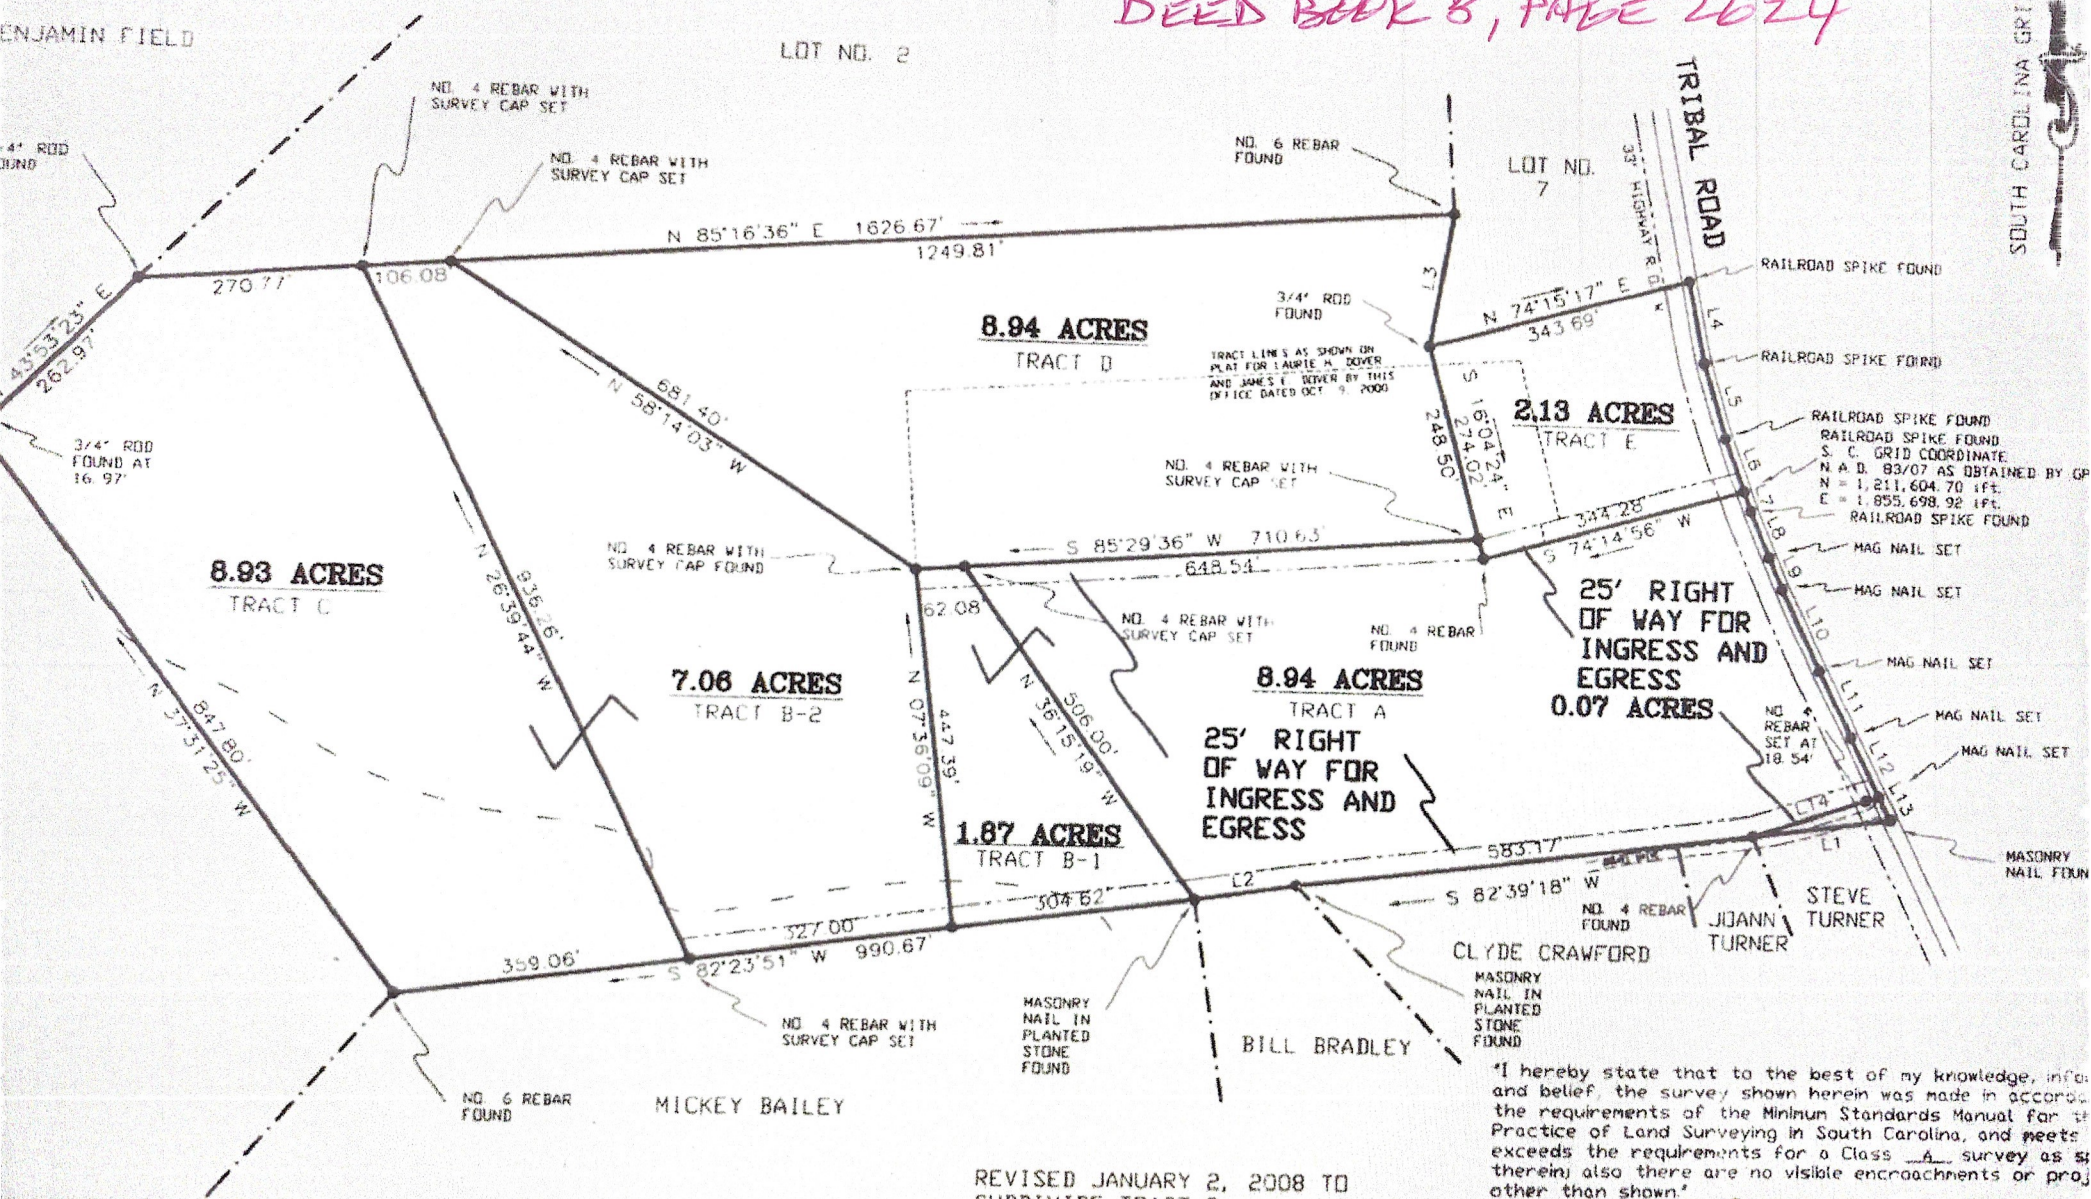 DEED BOOK 8, PAGE 2624
ENJAMIN FIELD
LOT NO. 2
NO. 4 REBAR WITH
SURVEY CAP SET
NO. 4 REBAR WITH
SURVEY CAP SET
4" ROD
OUND
NO. 6 REBAR
FOUND
LOT NO.
7
TRIBAL ROAD
33' HIGHWAY R O W
SOUTH CAROLINA GRI
N 85°16'36" E 1626.67'
1249.81'
270.77'
106.08'
43°53'23" E
262.97'
3/4" ROD
FOUND AT
16.97'
L3
3/4" ROD
FOUND
N 74°15'17" E
343.69'
RAILROAD SPIKE FOUND
L4
RAILROAD SPIKE FOUND
L5
RAILROAD SPIKE FOUND
RAILROAD SPIKE FOUND
S. C. GRID COORDINATE
N A D. 83/07 AS OBTAINED BY GP
N = 1,211,604.70 ift.
E = 1,855,698.92 ift.
RAILROAD SPIKE FOUND
L6
L7
L8
MAG NAIL SET
L9
MAG NAIL SET
L10
MAG NAIL SET
L11
MAG NAIL SET
L12
MAG NAIL SET
L13
8.94 ACRES
TRACT D
TRACT LINES AS SHOWN ON
PLAT FOR LAURIE H. DOVER
AND JAMES E. DOVER BY THIS
OFFICE DATED OCT. 9, 2000
681.40'
N 58°14'03" W
S 16°04'24" E
274.02
248.50'
2.13 ACRES
TRACT E
NO. 4 REBAR WITH
SURVEY CAP SET
344.28'
S 74°14'56" W
8.93 ACRES
TRACT C
936.26'
N 26°39'44" W
NO 4 REBAR WITH
SURVEY CAP FOUND
S 85°29'36" W 710.63'
648.54'
62.08'
NO. 4 REBAR WITH
SURVEY CAP SET
NO. 4 REBAR
FOUND
25' RIGHT
OF WAY FOR
INGRESS AND
EGRESS
0.07 ACRES
7.06 ACRES
TRACT B-2
N 07°36'09" W
447.39'
N 36°15'19" W
506.00'
8.94 ACRES
TRACT A
25' RIGHT
OF WAY FOR
INGRESS AND
EGRESS
NO
REBAR
SET AT
18.54'
847.80'
N 37°31'25" W
1.87 ACRES
TRACT B-1
583.17'
S 82°39'18" W
L1
L2
304.62'
327.00'
S 82°23'51" W 990.67'
359.06'
MASONRY
NAIL FOUN
NO. 4 REBAR
FOUND
JOANN
TURNER
STEVE
TURNER
CLYDE CRAWFORD
MASONRY
NAIL IN
PLANTED
STONE
FOUND
MASONRY
NAIL IN
PLANTED
STONE
FOUND
NO 4 REBAR WITH
SURVEY CAP SET
BILL BRADLEY
NO. 6 REBAR
FOUND
MICKEY BAILEY
"I hereby state that to the best of my knowledge, infor
and belief, the survey shown herein was made in accord
the requirements of the Minimum Standards Manual for th
Practice of Land Surveying in South Carolina, and meets
exceeds the requirements for a Class A survey as sp
therein; also there are no visible encroachments or proj
other than shown."
REVISED JANUARY 2, 2008 TO